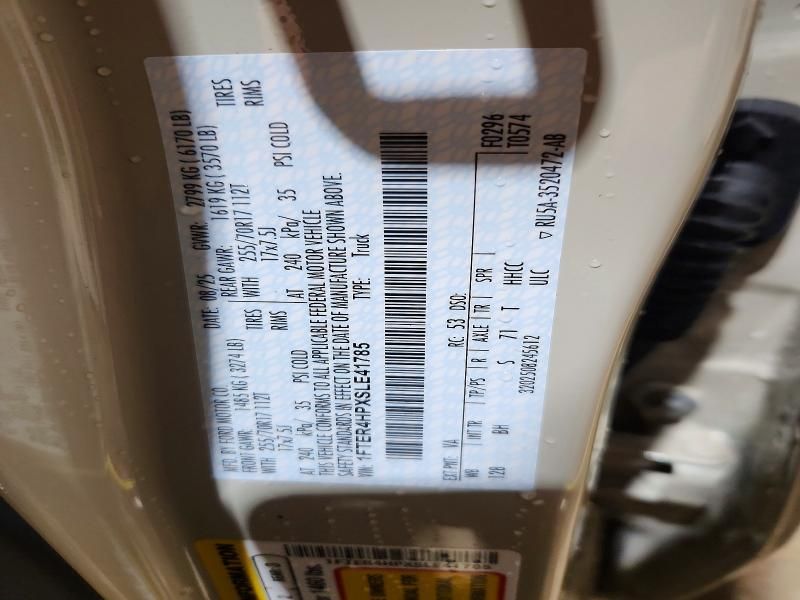 MFD. BY FORD MOTOR CO.
DATE: 08/25 GVWR: 2799 KG ( 6170 LB)
FRONT GAWR: 1485 KG ( 3274 LB) REAR GAWR: 1619 KG ( 3570 LB)
WITH 255/70R17 112T TIRES WITH 255/70R17 112T TIRES
17x7.5J RIMS 17x7.5J RIMS
AT 240 kPa/ 35 PSI COLD AT 240 kPa/ 35 PSI COLD
THIS VEHICLE CONFORMS TO ALL APPLICABLE FEDERAL MOTOR VEHICLE
SAFETY STANDARDS IN EFFECT ON THE DATE OF MANUFACTURE SHOWN ABOVE.
VIN: 1FTER4HPXSLE41785 TYPE: Truck
F0296
EXT PNT: VA RC: 53 DSO: T0574
WB INT TR TP/PS R AXLE TR SPR
128 BH S 71 T HHCC
ULC
3202508245612
▽ RU5A-3520472-AB
INFORMATION
1FTER4HPXSLE41785